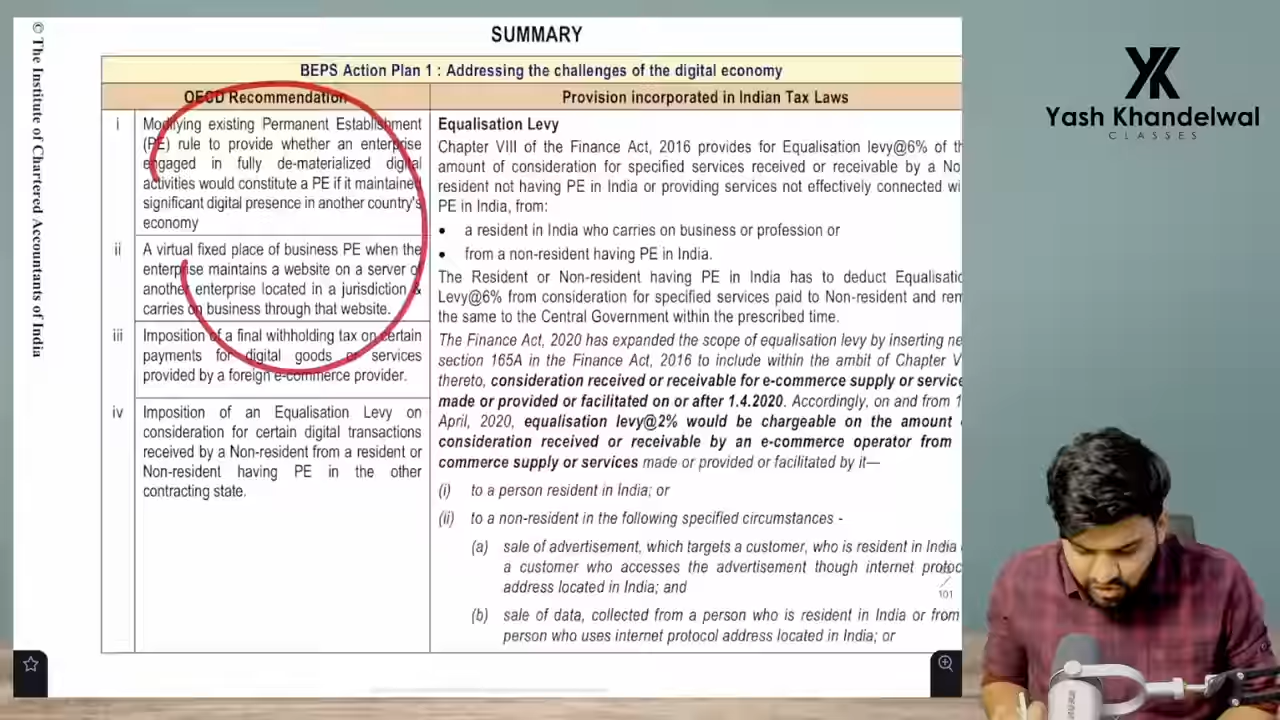 © The Institute of Chartered Accountants of India
SUMMARY
BEPS Action Plan 1 : Addressing the challenges of the digital economy
OECD Recommendation
Provision incorporated in Indian Tax Laws
i
Modifying existing Permanent Establishment
(PE) rule to provide whether an enterprise
engaged in fully de-materialized digital
activities would constitute a PE if it maintained
significant digital presence in another country's
economy
ii
A virtual fixed place of business PE when the
enterprise maintains a website on a server of
another enterprise located in a jurisdiction &
carries on business through that website.
iii
Imposition of a final withholding tax on certain
payments for digital goods or services
provided by a foreign e-commerce provider.
iv
Imposition of an Equalisation Levy on
consideration for certain digital transactions
received by a Non-resident from a resident or
Non-resident having PE in the other
contracting state.
Equalisation Levy
Chapter VIII of the Finance Act, 2016 provides for Equalisation levy@6% of th
amount of consideration for specified services received or receivable by a No
resident not having PE in India or providing services not effectively connected wi
PE in India, from:
• a resident in India who carries on business or profession or
• from a non-resident having PE in India.
The Resident or Non-resident having PE in India has to deduct Equalisatio
Levy@6% from consideration for specified services paid to Non-resident and rem
the same to the Central Government within the prescribed time.
The Finance Act, 2020 has expanded the scope of equalisation levy by inserting ne
section 165A in the Finance Act, 2016 to include within the ambit of Chapter V
thereto, consideration received or receivable for e-commerce supply or service
made or provided or facilitated on or after 1.4.2020. Accordingly, on and from 1
April, 2020, equalisation levy@2% would be chargeable on the amount
consideration received or receivable by an e-commerce operator from
commerce supply or services made or provided or facilitated by it—
(i) to a person resident in India; or
(ii) to a non-resident in the following specified circumstances -
(a) sale of advertisement, which targets a customer, who is resident in India
a customer who accesses the advertisement though internet protoc
address located in India; and
(b) sale of data, collected from a person who is resident in India or from
person who uses internet protocol address located in India; or
101
Yash Khandelwal
CLASSES